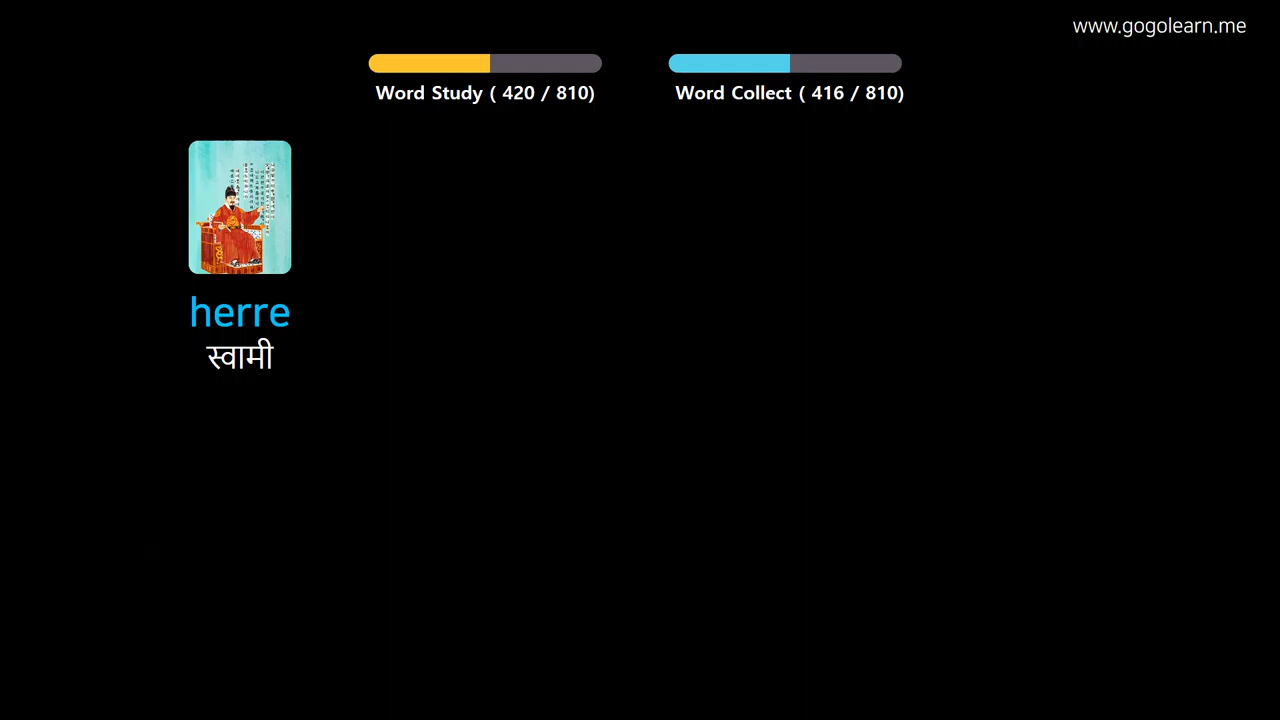 www.gogolearn.me
Word Study ( 420 / 810)
Word Collect ( 416 / 810)
herre
स्वामी